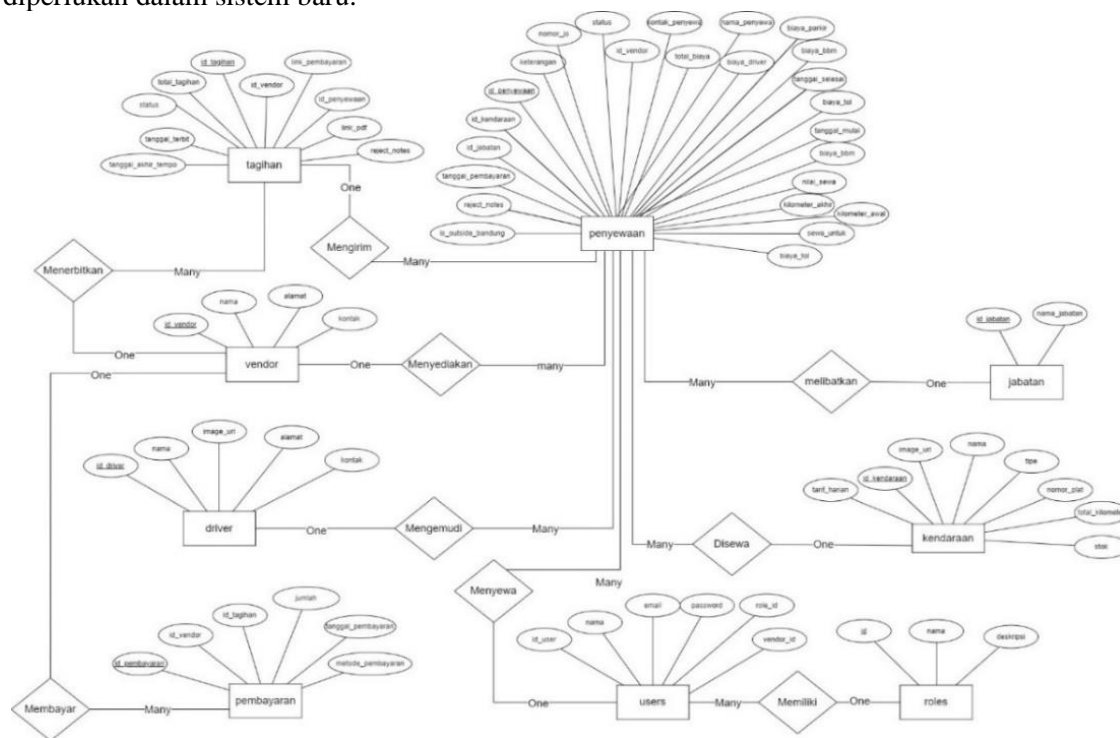 diperlukan dalam sistem baru.
id_tagihan
limi_pembayaran
total_tagihan
id_vendor
status
id_penyewaan
tanggal_terbit
limi_pdf
tanggal_akhir_tempo
reject_notes
tagihan
status
kontak_penyewa
nama_penyewa
nomor_jo
id_vendor
total_biaya
biaya_driver
biaya_parkir
keterangan
biaya_bbm
id_penyewaan
tanggal_selesai
id_kendaraan
biaya_tol
id_jabatan
tanggal_mulai
tanggal_pembayaran
biaya_bbm
reject_notes
nilai_sewa
kilometer_akhir
kilometer_awal
is_outside_bandung
sewa_untuk
biaya_tol
penyewaan
One
Mengirim
Many
Menerbitkan
Many
One
nama
alamat
id_vendor
kontak
vendor
One
Menyediakan
many
One
id_jabatan
nama_jabatan
jabatan
Many
melibatkan
One
image_url
nama
alamat
id_driver
kontak
driver
One
Mengemudi
Many
image_url
nama
id_kendaraan
tipe
tarif_harian
nomor_plat
total_kilometer
stok
kendaraan
Many
Disewa
One
Menyewa
Many
One
jumlah
id_tagihan
id_vendor
tanggal_pembayaran
id_pembayaran
metode_pembayaran
pembayaran
Membayar
Many
email
password
role_id
nama
id_user
vendor_id
users
Many
Memiliki
One
id
nama
deskripsi
roles